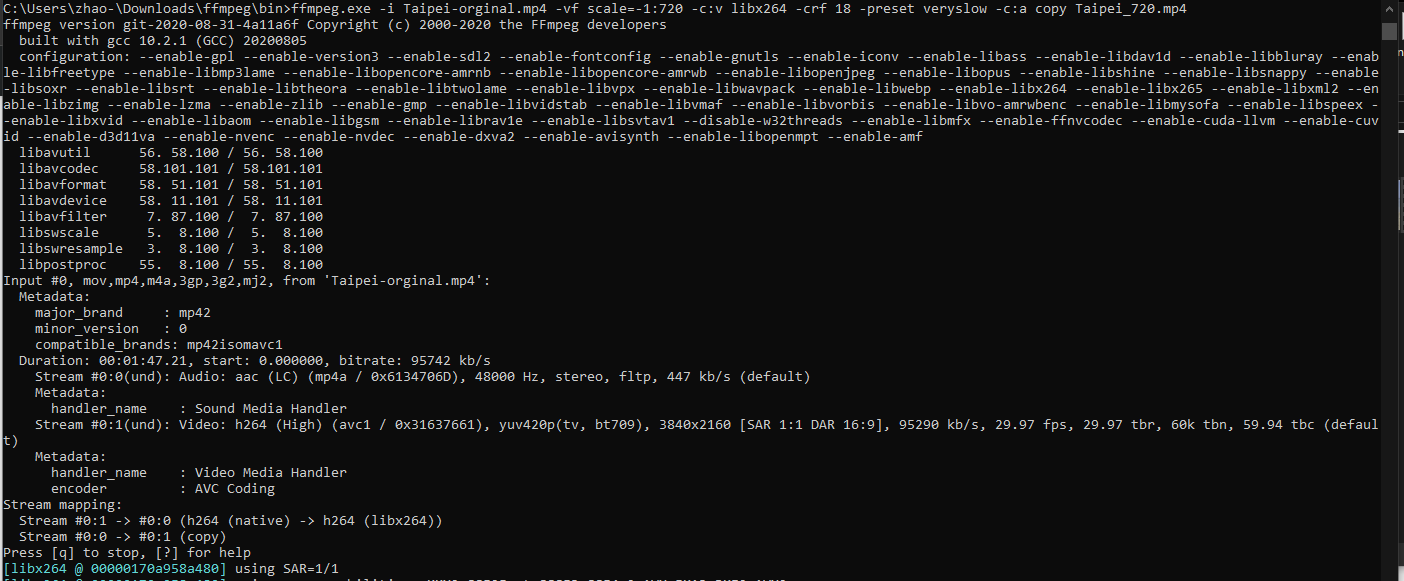 C:\Users\zhao-\Downloads\ffmpeg\bin>ffmpeg.exe -i Taipei-orginal.mp4 -vf scale=-1:720 -c:v libx264 -crf 18 -preset veryslow -c:a copy Taipei_720.mp4
ffmpeg version git-2020-08-31-4a11a6f Copyright (c) 2000-2020 the FFmpeg developers
  built with gcc 10.2.1 (GCC) 20200805
  configuration: --enable-gpl --enable-version3 --enable-sdl2 --enable-fontconfig --enable-gnutls --enable-iconv --enable-libass --enable-libdav1d --enable-libbluray --enab
le-libfreetype --enable-libmp3lame --enable-libopencore-amrnb --enable-libopencore-amrwb --enable-libopenjpeg --enable-libopus --enable-libshine --enable-libsnappy --enable
-libsoxr --enable-libsrt --enable-libtheora --enable-libtwolame --enable-libvpx --enable-libwavpack --enable-libwebp --enable-libx264 --enable-libx265 --enable-libxml2 --en
able-libzimg --enable-lzma --enable-zlib --enable-gmp --enable-libvidstab --enable-libvmaf --enable-libvorbis --enable-libvo-amrwbenc --enable-libmysofa --enable-libspeex -
-enable-libxvid --enable-libaom --enable-libgsm --enable-librav1e --enable-libsvtav1 --disable-w32threads --enable-libmfx --enable-ffnvcodec --enable-cuda-llvm --enable-cuv
id --enable-d3d11va --enable-nvenc --enable-nvdec --enable-dxva2 --enable-avisynth --enable-libopenmpt --enable-amf
  libavutil      56. 58.100 / 56. 58.100
  libavcodec     58.101.101 / 58.101.101
  libavformat    58. 51.101 / 58. 51.101
  libavdevice    58. 11.101 / 58. 11.101
  libavfilter     7. 87.100 /  7. 87.100
  libswscale      5.  8.100 /  5.  8.100
  libswresample   3.  8.100 /  3.  8.100
  libpostproc    55.  8.100 / 55.  8.100
Input #0, mov,mp4,m4a,3gp,3g2,mj2, from 'Taipei-orginal.mp4':
  Metadata:
    major_brand     : mp42
    minor_version   : 0
    compatible_brands: mp42isomavc1
  Duration: 00:01:47.21, start: 0.000000, bitrate: 95742 kb/s
    Stream #0:0(und): Audio: aac (LC) (mp4a / 0x6134706D), 48000 Hz, stereo, fltp, 447 kb/s (default)
    Metadata:
      handler_name    : Sound Media Handler
    Stream #0:1(und): Video: h264 (High) (avc1 / 0x31637661), yuv420p(tv, bt709), 3840x2160 [SAR 1:1 DAR 16:9], 95290 kb/s, 29.97 fps, 29.97 tbr, 60k tbn, 59.94 tbc (defaul
t)
    Metadata:
      handler_name    : Video Media Handler
      encoder         : AVC Coding
Stream mapping:
  Stream #0:1 -> #0:0 (h264 (native) -> h264 (libx264))
  Stream #0:0 -> #0:1 (copy)
Press [q] to stop, [?] for help
[libx264 @ 00000170a958a480] using SAR=1/1